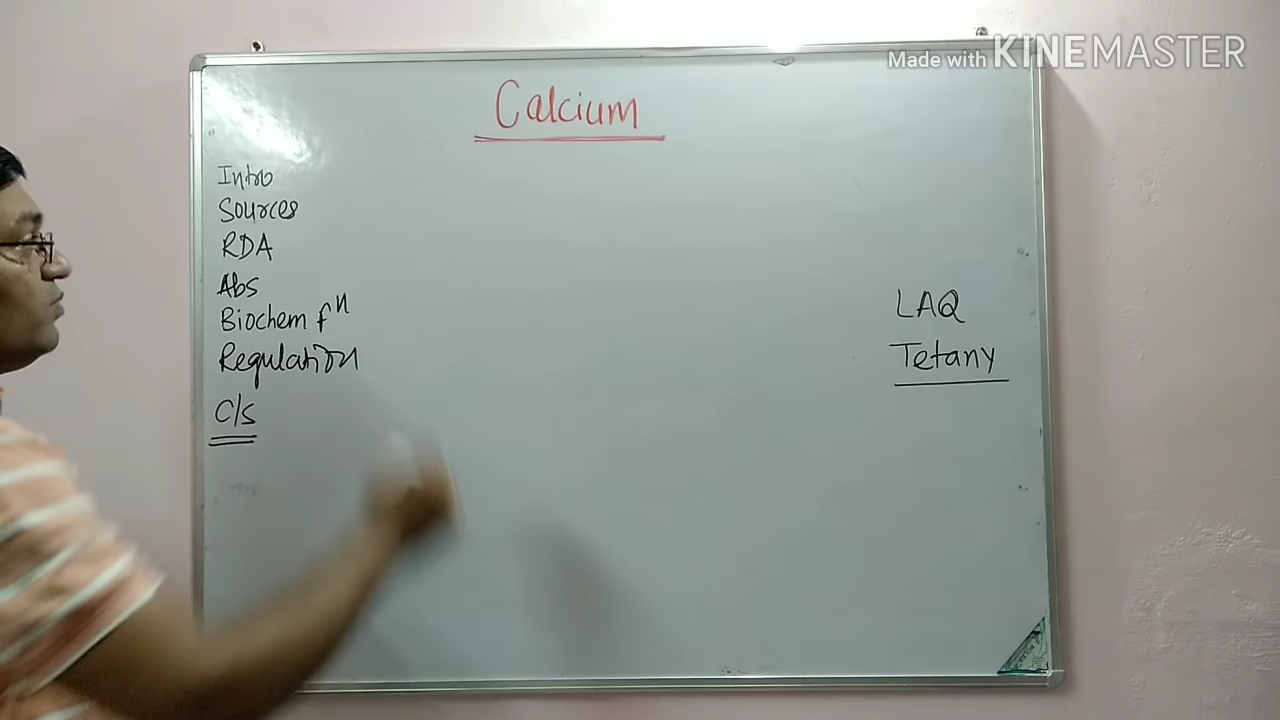 Made with KINEMASTER
Calcium
Intro
Sources
RDA
Abs
Biochem fⁿ
Regulation
C/S
LAQ
Tetany